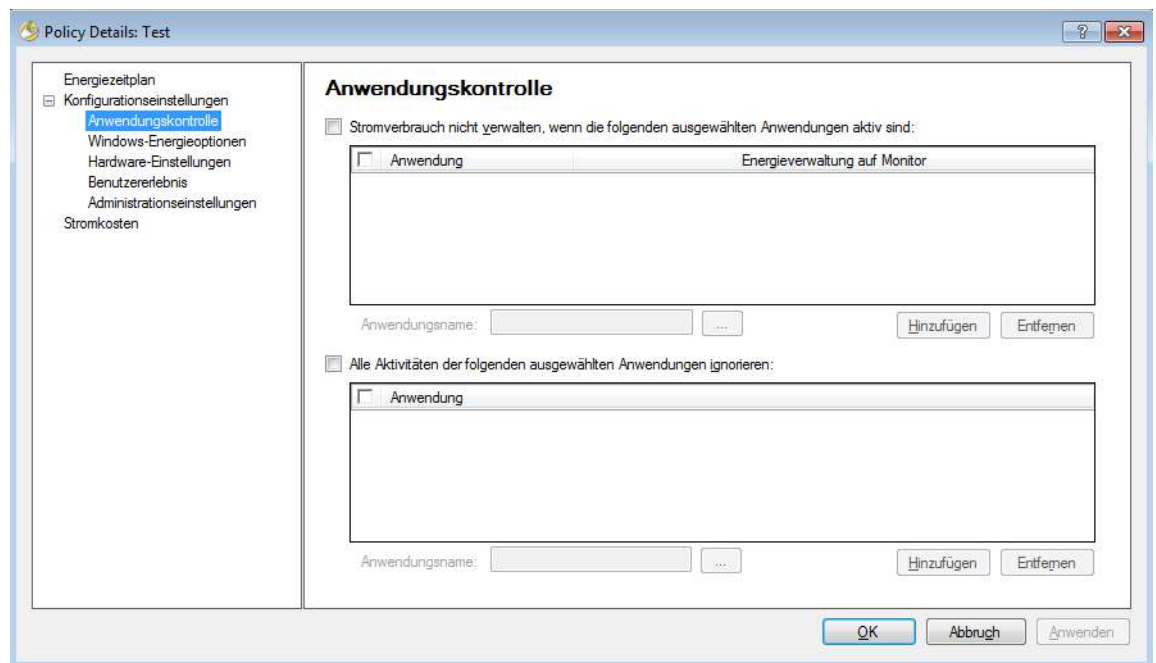 Policy Details: Test
Energiezeitplan
Konfigurationseinstellungen
Anwendungskontrolle
Windows-Energieoptionen
Hardware-Einstellungen
Benutzererlebnis
Administrationseinstellungen
Stromkosten
Anwendungskontrolle
Stromverbrauch nicht verwalten, wenn die folgenden ausgewählten Anwendungen aktiv sind:
Anwendung Energieverwaltung auf Monitor
Anwendungsname: ... Hinzufügen Entfernen
Alle Aktivitäten der folgenden ausgewählten Anwendungen ignorieren:
Anwendung
Anwendungsname: ... Hinzufügen Entfernen
OK Abbruch Anwenden